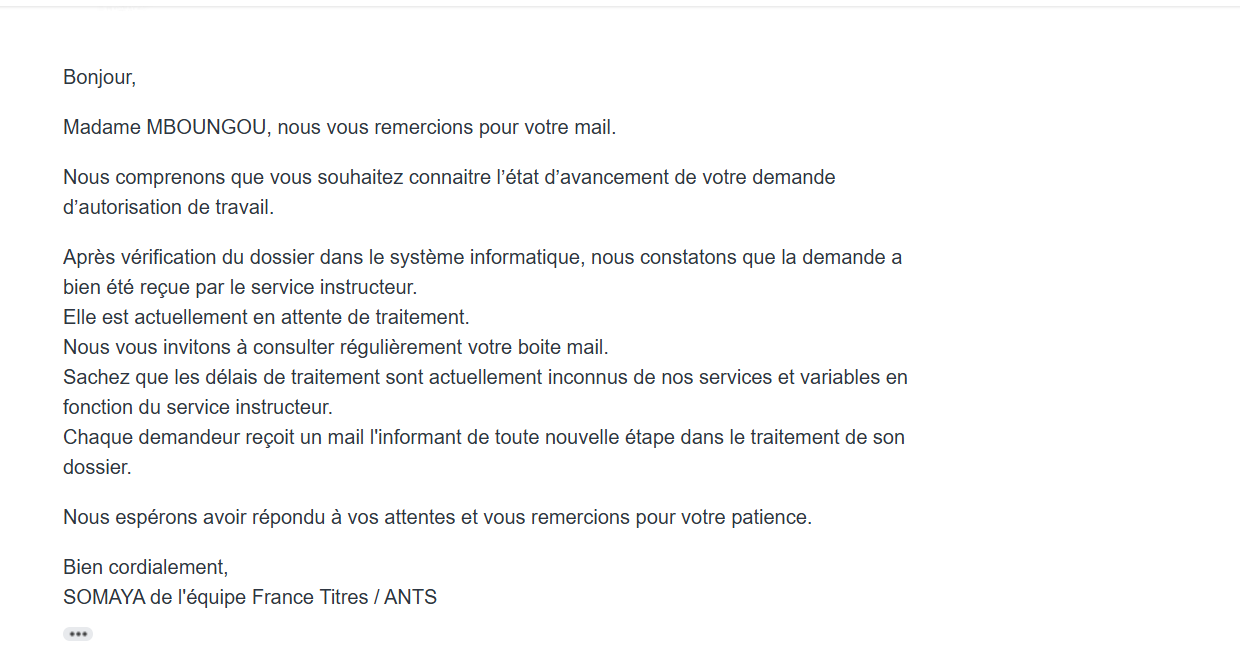 Bonjour,
Madame MBOUNGOU, nous vous remercions pour votre mail.
Nous comprenons que vous souhaitez connaitre l’état d’avancement de votre demande
d’autorisation de travail.
Après vérification du dossier dans le système informatique, nous constatons que la demande a
bien été reçue par le service instructeur.
Elle est actuellement en attente de traitement.
Nous vous invitons à consulter régulièrement votre boite mail.
Sachez que les délais de traitement sont actuellement inconnus de nos services et variables en
fonction du service instructeur.
Chaque demandeur reçoit un mail l'informant de toute nouvelle étape dans le traitement de son
dossier.
Nous espérons avoir répondu à vos attentes et vous remercions pour votre patience.
Bien cordialement,
SOMAYA de l'équipe France Titres / ANTS